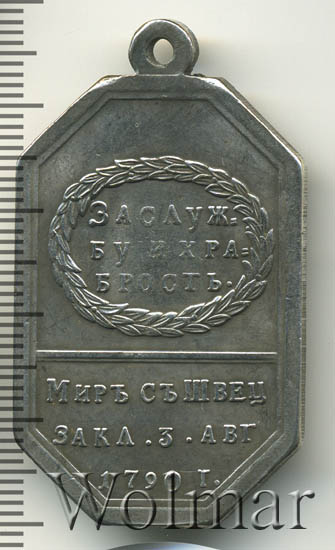 ЗАСЛУЖ-
БУ И ХРА=
БРОСТЬ.
МИРЪ СЪ ШВЕЦ
ЗАКЛ . 3 . АВГ
1790 Г.
Wolmar